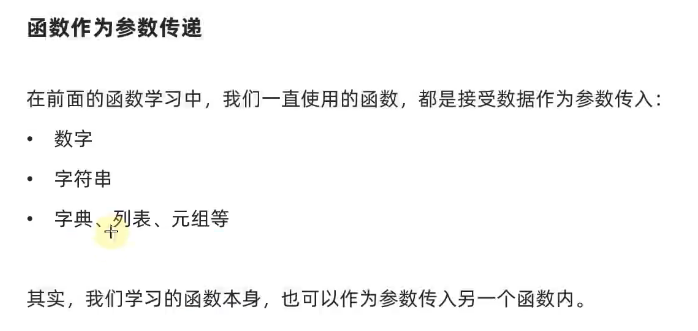 函数作为参数传递
在前面的函数学习中，我们一直使用的函数，都是接受数据作为参数传入：
• 数字
• 字符串
• 字典、列表、元组等
其实，我们学习的函数本身，也可以作为参数传入另一个函数内。